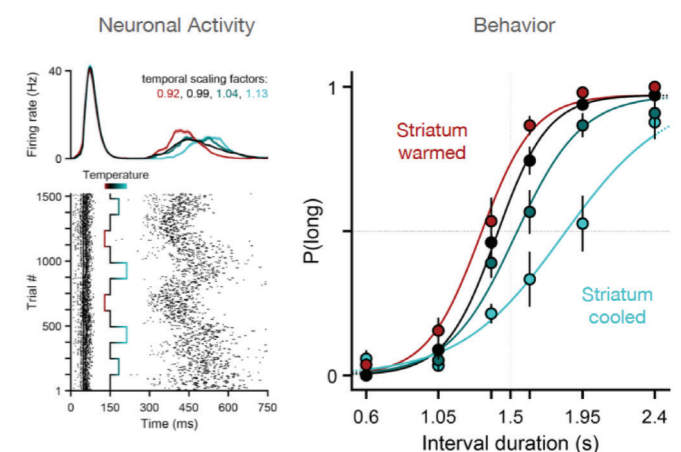 Neuronal Activity
Behavior
Firing rate (Hz)
40
0
temporal scaling factors:
0.92, 0.99, 1.04, 1.13
Temperature
Trial #
1500
1000
500
1
0 150 300 450 600 750
Time (ms)
P(long)
1
0
Striatum
warmed
Striatum
cooled
0.6 1.05 1.5 1.95 2.4
Interval duration (s)